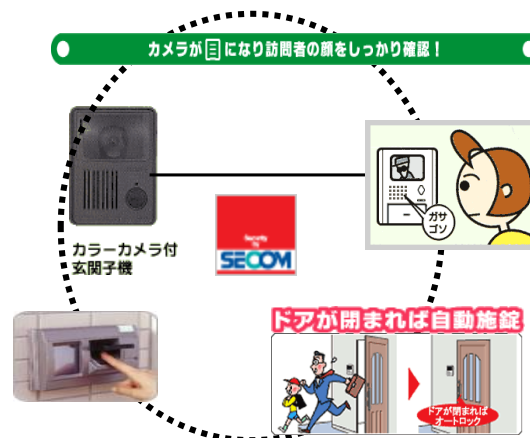 カメラが目になり訪問者の顔をしっかり確認！
ガサ
ゴソ
カラーカメラ付
玄関子機
Security
by
SECOM
ドアが閉まれば自動施錠
ドアが閉まれば
オートロック